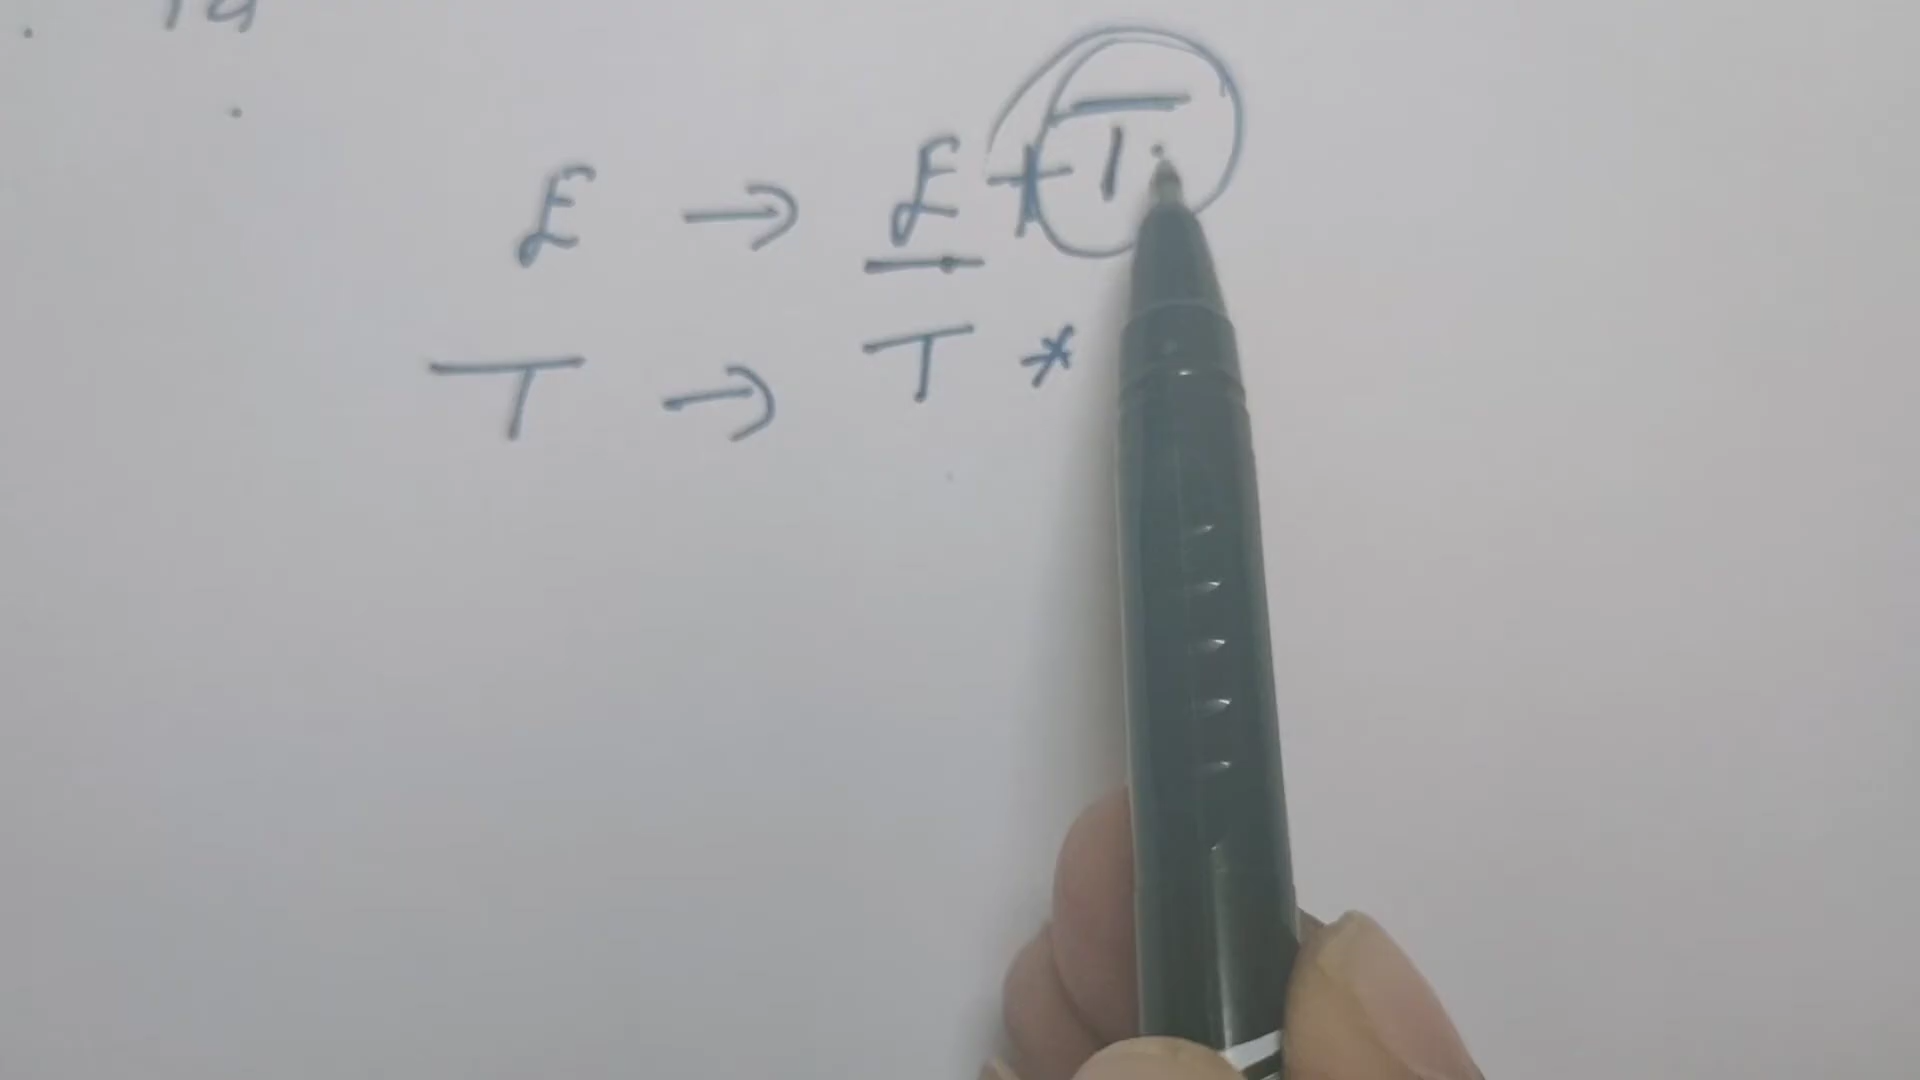 E → E + T
T → T *